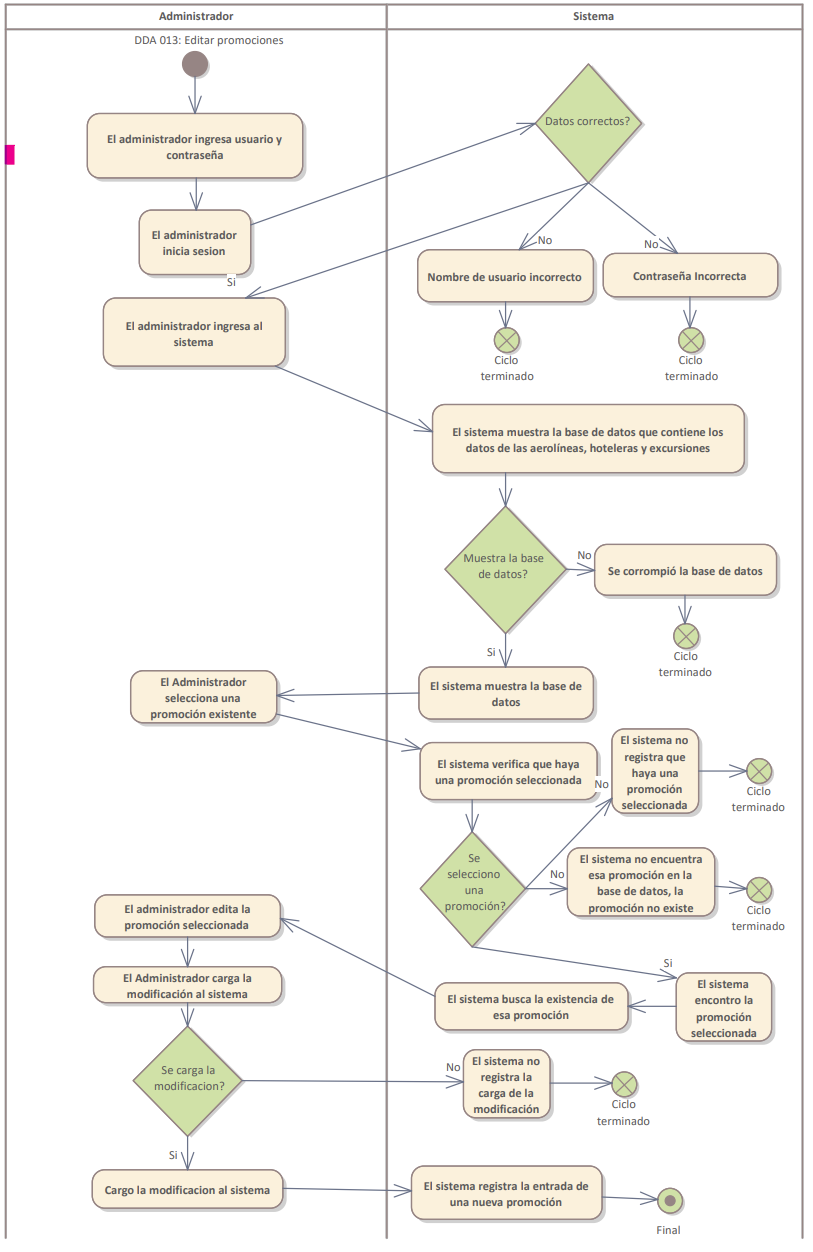 Administrador
Sistema
DDA 013: Editar promociones
El administrador ingresa usuario y
contraseña
Datos correctos?
El administrador
inicia sesion
Si
No
No
Nombre de usuario incorrecto
Contraseña Incorrecta
El administrador ingresa al
sistema
Ciclo
terminado
Ciclo
terminado
El sistema muestra la base de datos que contiene los
datos de las aerolíneas, hoteleras y excursiones
Muestra la base
de datos?
No
Se corrompió la base de datos
Ciclo
terminado
Si
El sistema muestra la base de
datos
El Administrador
selecciona una
promoción existente
El sistema verifica que haya
una promoción seleccionada
No
El sistema no
registra que
haya una
promoción
seleccionada
Ciclo
terminado
Se
selecciono
una
promoción?
No
El sistema no encuentra
esa promoción en la
base de datos, la
promoción no existe
Ciclo
terminado
El administrador edita la
promoción seleccionada
Si
El sistema
encontro la
promoción
seleccionada
El sistema busca la existencia de
esa promoción
El Administrador carga la
modificación al sistema
Se carga la
modificacion?
No
El sistema no
registra la
carga de la
modificación
Ciclo
terminado
Si
Cargo la modificacion al sistema
El sistema registra la entrada de
una nueva promoción
Final